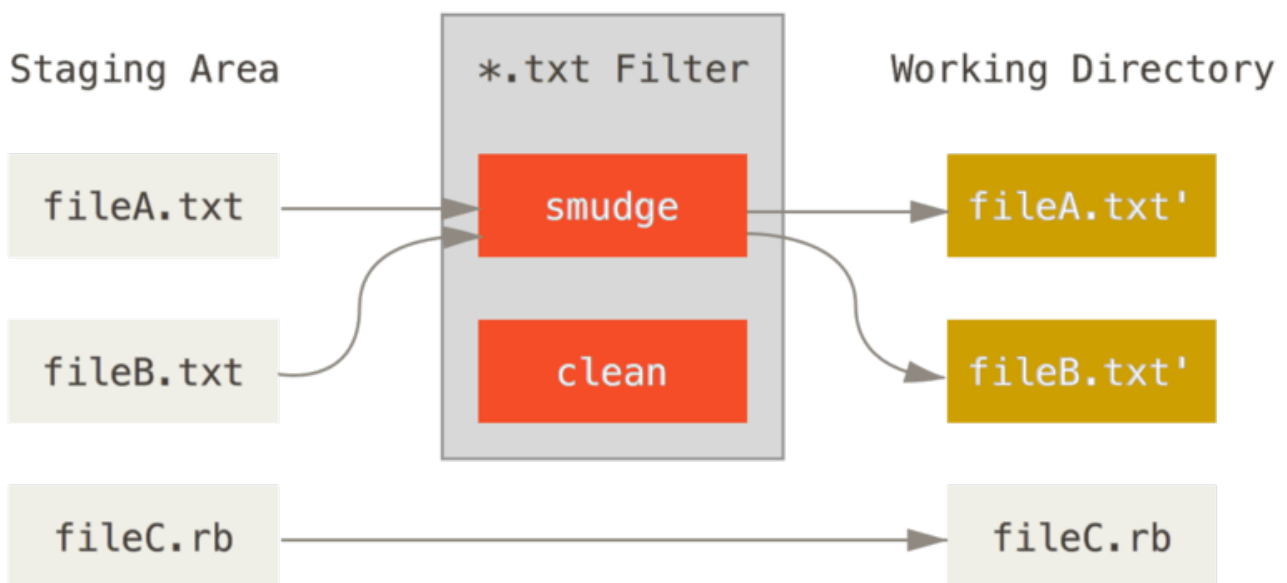 Staging Area
*.txt Filter
Working Directory
fileA.txt
smudge
fileA.txt'
fileB.txt
clean
fileB.txt'
fileC.rb
fileC.rb